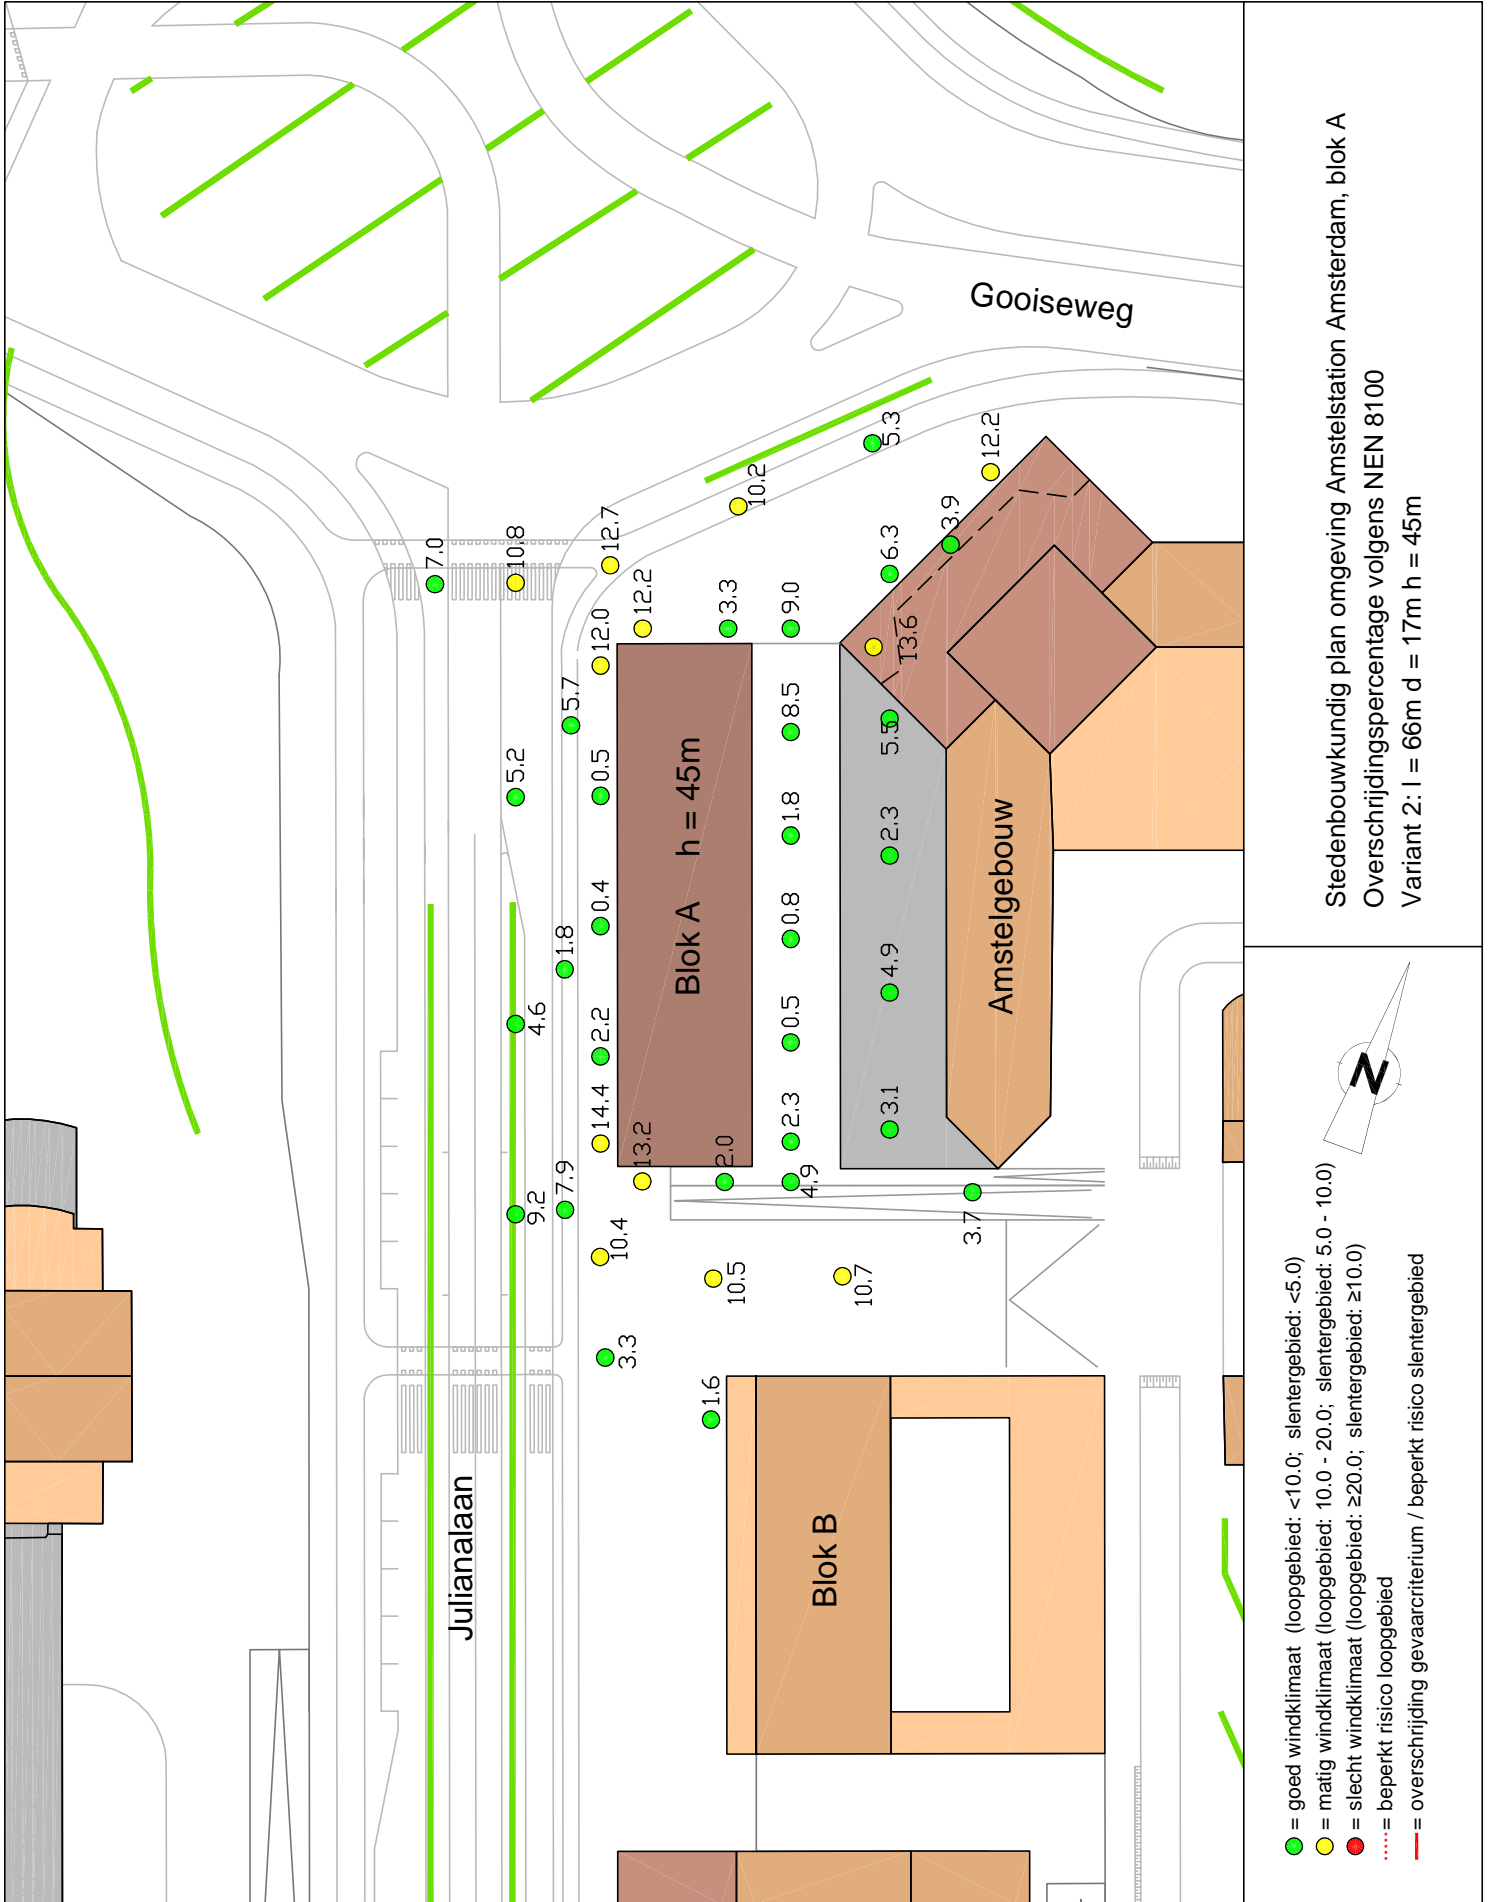 Stedenbouwkundig plan omgeving Amstelstation Amsterdam, blok A
Overschrijdingspercentage volgens NEN 8100
Variant 2: l = 66m d = 17m h = 45m
= goed windklimaat (loopgebied: <10.0; slentergebied: <5.0)
= matig windklimaat (loopgebied: 10.0 - 20.0; slentergebied: 5.0 - 10.0)
= slecht windklimaat (loopgebied: ≥20.0; slentergebied: ≥10.0)
= beperkt risico loopgebied
= overschrijding gevaarcriterium / beperkt risico slentergebied
N
Julianalaan
Gooiseweg
Blok A h = 45m
Amstelgebouw
Blok B
7.0
10.8
12.7
12.2
12.0
5.7
5.2
0.5
0.4
1.8
4.6
2.2
14.4
13.2
7.9
9.2
10.4
3.3
1.6
10.5
10.7
2.0
4.9
2.3
0.5
0.8
1.8
8.5
9.0
3.3
10.2
5.3
12.2
3.9
6.3
13.6
5.5
2.3
4.9
3.1
3.7